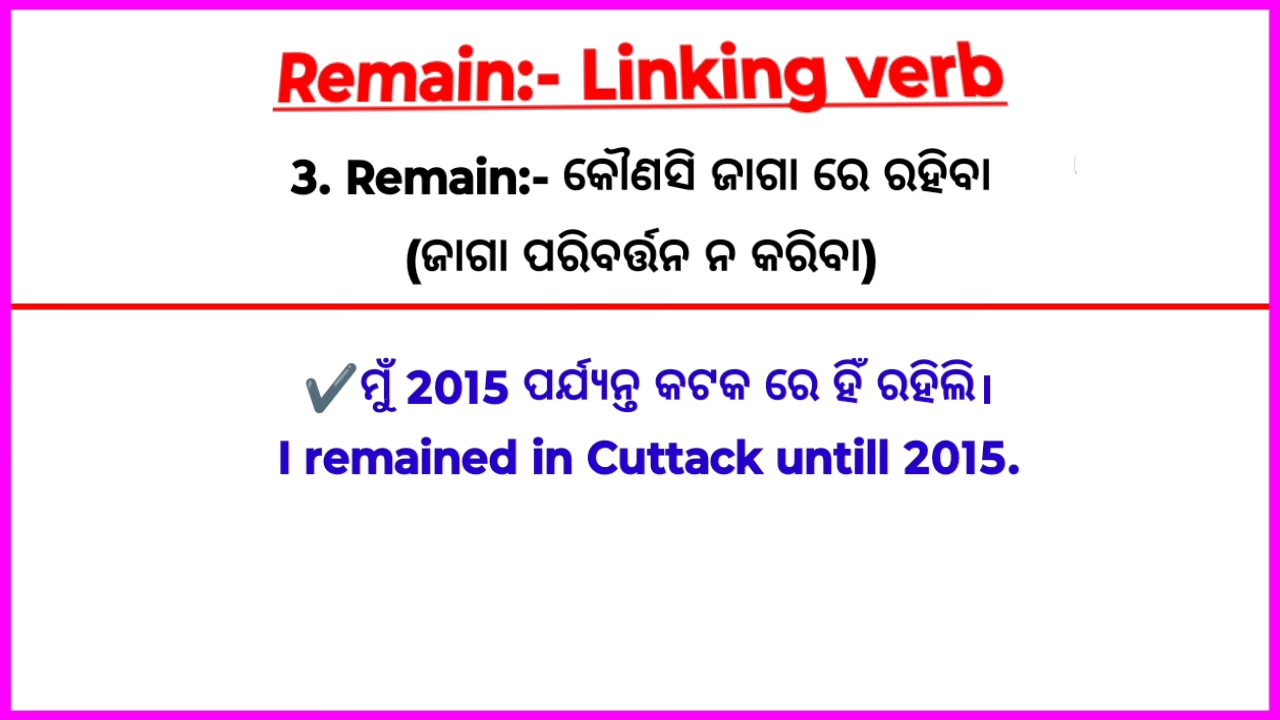 Remain:- Linking verb
3. Remain:- କୌଣସି ଜାଗା ରେ ରହିବା
(ଜାଗା ପରିବର୍ତ୍ତନ ନ କରିବା)
✔ମୁଁ 2015 ପର୍ଯ୍ୟନ୍ତ କଟକ ରେ ହିଁ ରହିଲି।
I remained in Cuttack untill 2015.